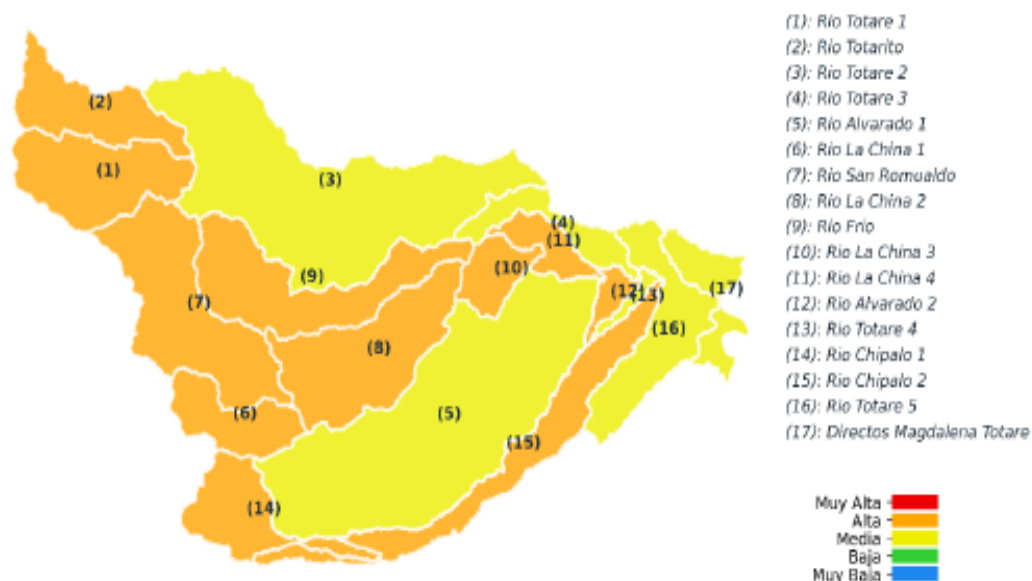 (2)
(1)
(3)
(4)
(11)
(10)
(9)
(17)
(12)
(13)
(7)
(16)
(8)
(6)
(5)
(15)
(14)
(1): Río Totare 1
(2): Río Totarito
(3): Río Totare 2
(4): Río Totare 3
(5): Río Alvarado 1
(6): Río La China 1
(7): Río San Romualdo
(8): Río La China 2
(9): Río Frío
(10): Río La China 3
(11): Río La China 4
(12): Río Alvarado 2
(13): Río Totare 4
(14): Río Chipalo 1
(15): Río Chipalo 2
(16): Río Totare 5
(17): Directos Magdalena Totare
Muy Alta
Alta
Media
Baja
Muy Baja